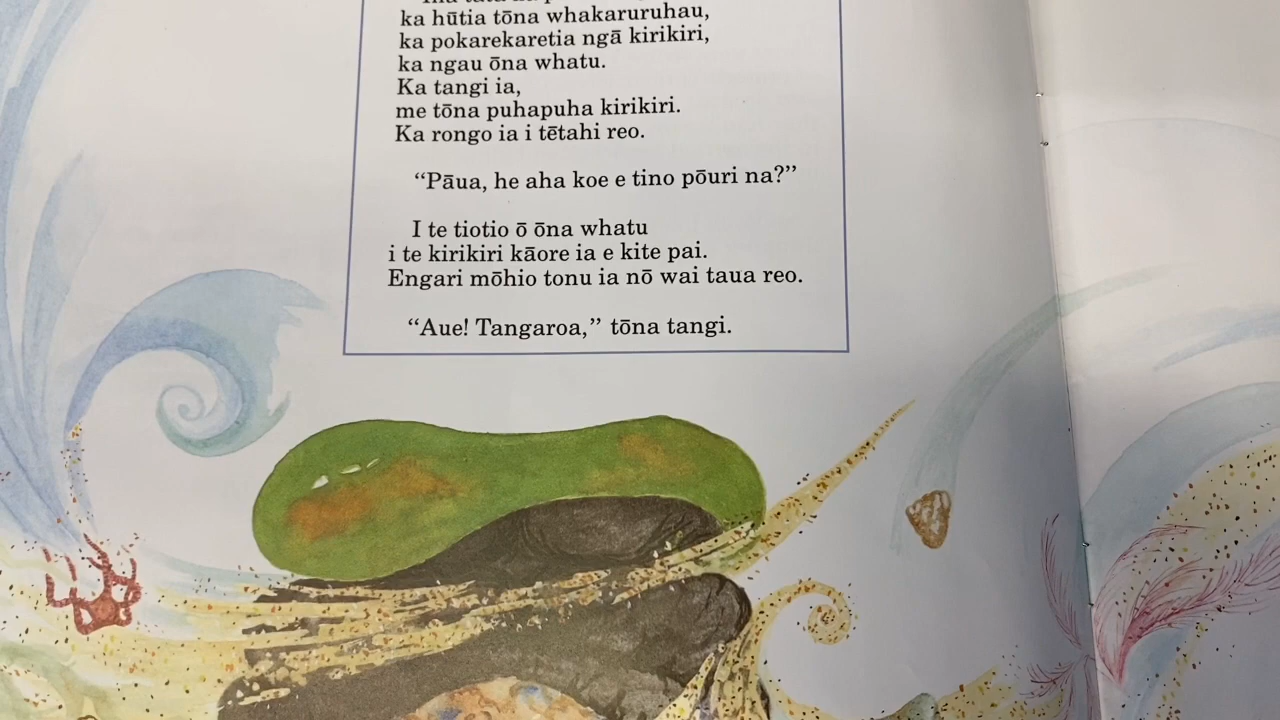 ka hūtia tōna whakaruruhau,
ka pokarekaretia ngā kirikiri,
ka ngau ōna whatu.
Ka tangi ia,
me tōna puhapuha kirikiri.
Ka rongo ia i tētahi reo.
“Pāua, he aha koe e tino pōuri na?”
I te tiotio ō ōna whatu
i te kirikiri kāore ia e kite pai.
Engari mōhio tonu ia nō wai taua reo.
“Aue! Tangaroa,” tōna tangi.